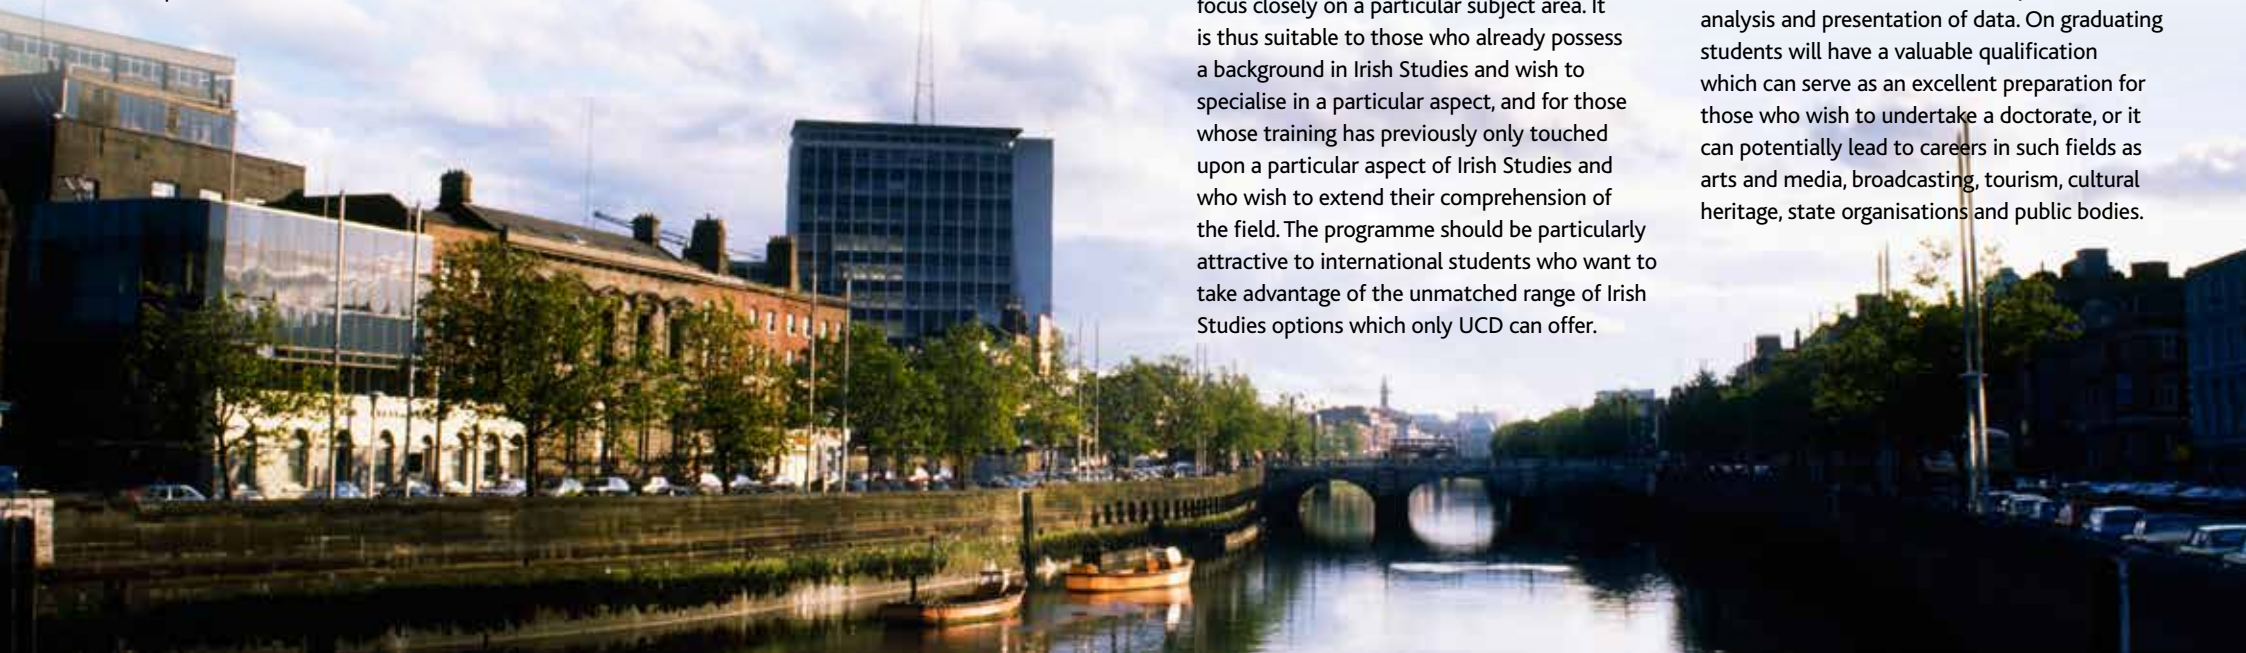 focus closely on a particular subject area. It
is thus suitable to those who already possess
a background in Irish Studies and wish to
specialise in a particular aspect, and for those
whose training has previously only touched
upon a particular aspect of Irish Studies and
who wish to extend their comprehension of
the field. The programme should be particularly
attractive to international students who want to
take advantage of the unmatched range of Irish
Studies options which only UCD can offer.
analysis and presentation of data. On graduating
students will have a valuable qualification
which can serve as an excellent preparation for
those who wish to undertake a doctorate, or it
can potentially lead to careers in such fields as
arts and media, broadcasting, tourism, cultural
heritage, state organisations and public bodies.